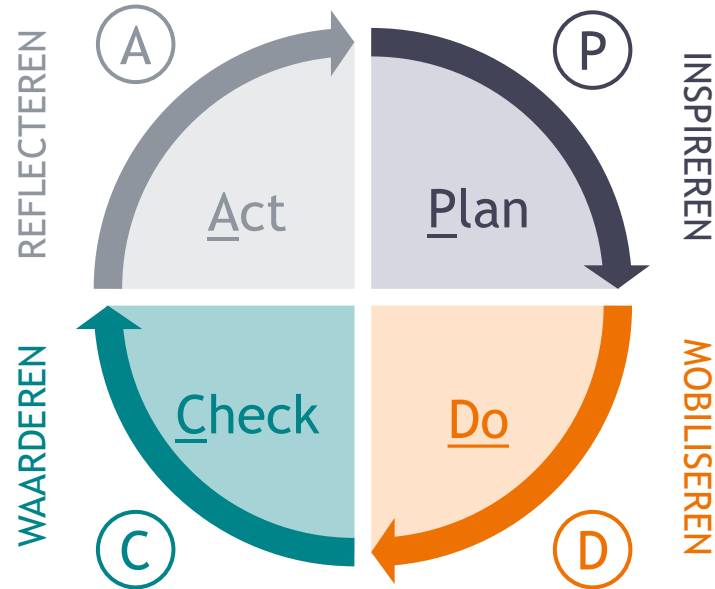 A
P
REFLECTEREN
INSPIREREN
Act
Plan
WAARDEREN
MOBILISEREN
Check
Do
C
D